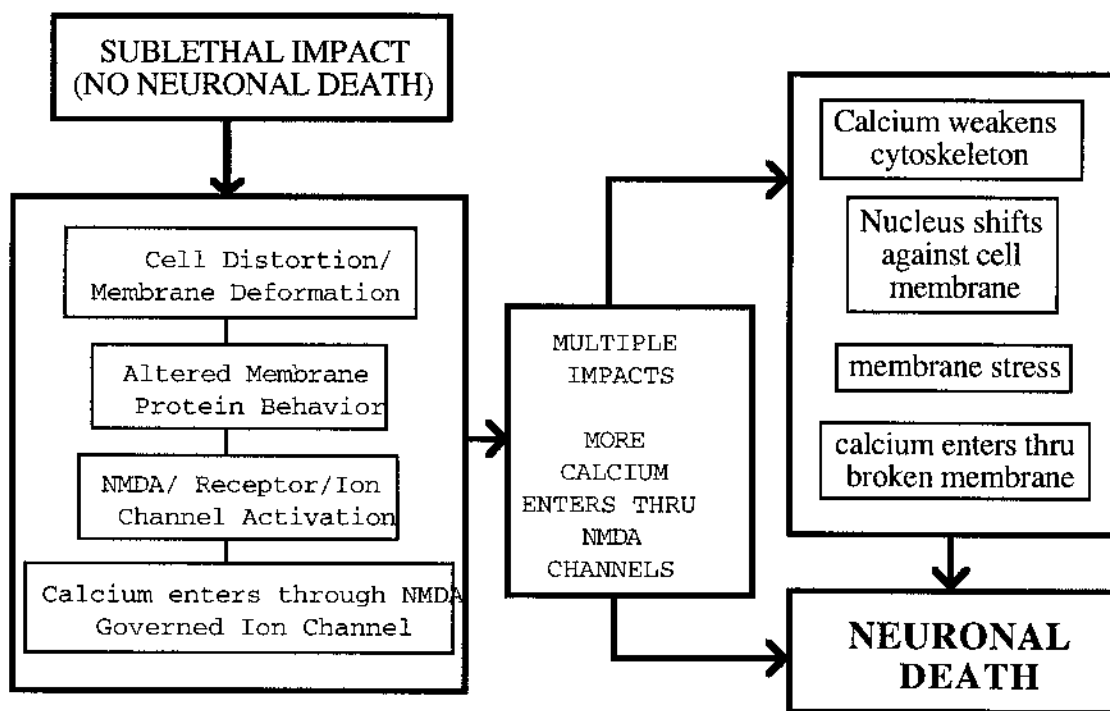 SUBLETHAL IMPACT
(NO NEURONAL DEATH)
Cell Distortion/
Membrane Deformation
Altered Membrane
Protein Behavior
NMDA/ Receptor/Ion
Channel Activation
Calcium enters through NMDA
Governed Ion Channel
MULTIPLE
IMPACTS
MORE
CALCIUM
ENTERS THRU
NMDA
CHANNELS
Calcium weakens
cytoskeleton
Nucleus shifts
against cell
membrane
membrane stress
calcium enters thru
broken membrane
NEURONAL
DEATH